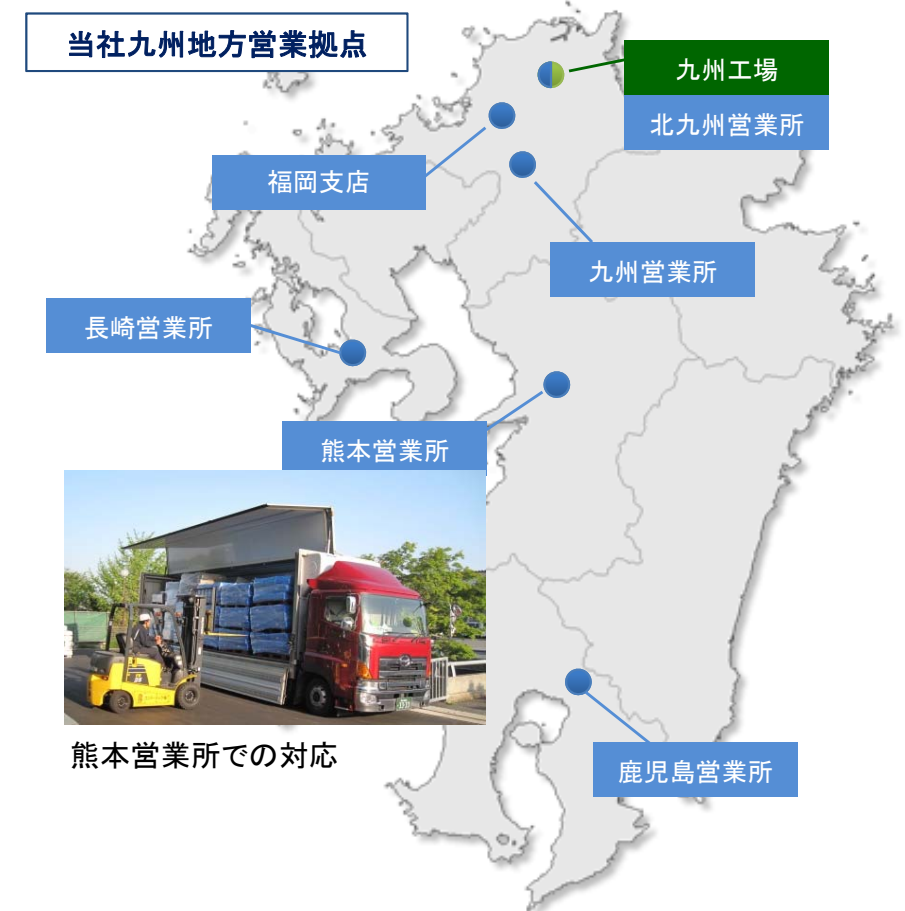 当社九州地方営業拠点
九州工場
北九州営業所
福岡支店
九州営業所
長崎営業所
熊本営業所
熊本営業所での対応
鹿児島営業所